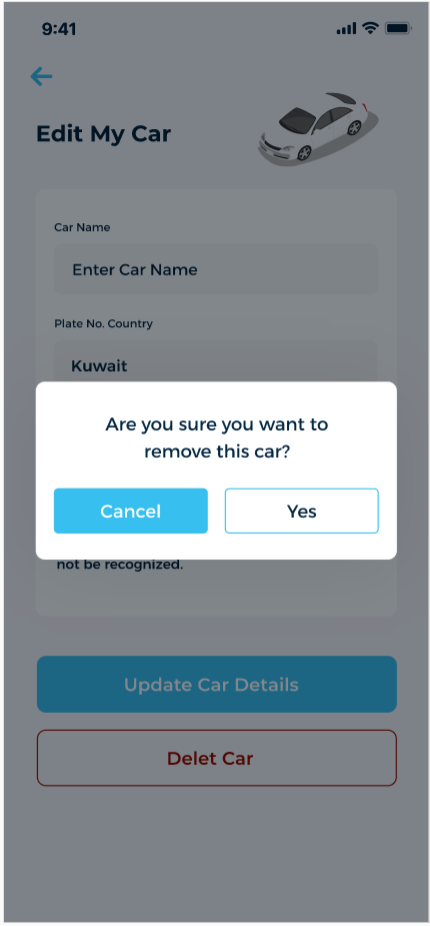 9:41
Edit My Car
Car Name
Enter Car Name
Plate No. Country
Kuwait
Are you sure you want to
remove this car?
Cancel
Yes
not be recognized.
Update Car Details
Delet Car